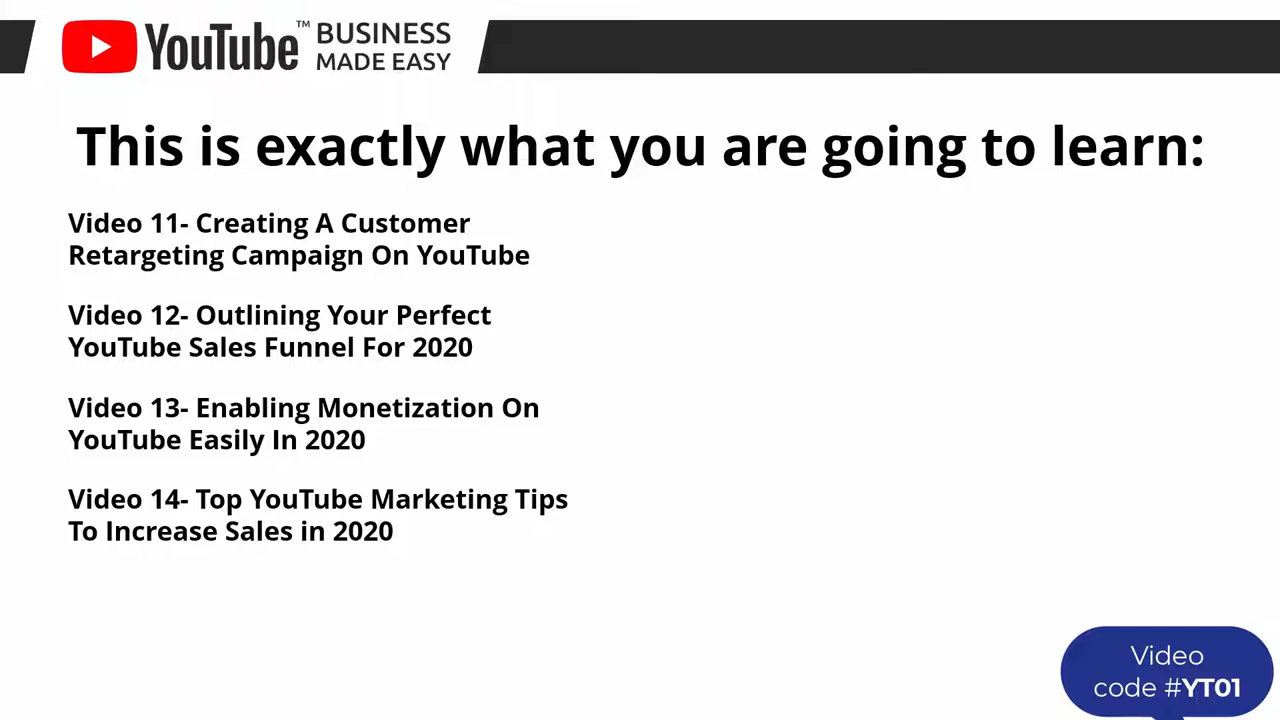 YouTube™ BUSINESS
MADE EASY
This is exactly what you are going to learn:
Video 11- Creating A Customer
Retargeting Campaign On YouTube
Video 12- Outlining Your Perfect
YouTube Sales Funnel For 2020
Video 13- Enabling Monetization On
YouTube Easily In 2020
Video 14- Top YouTube Marketing Tips
To Increase Sales in 2020
Video
code #YT01